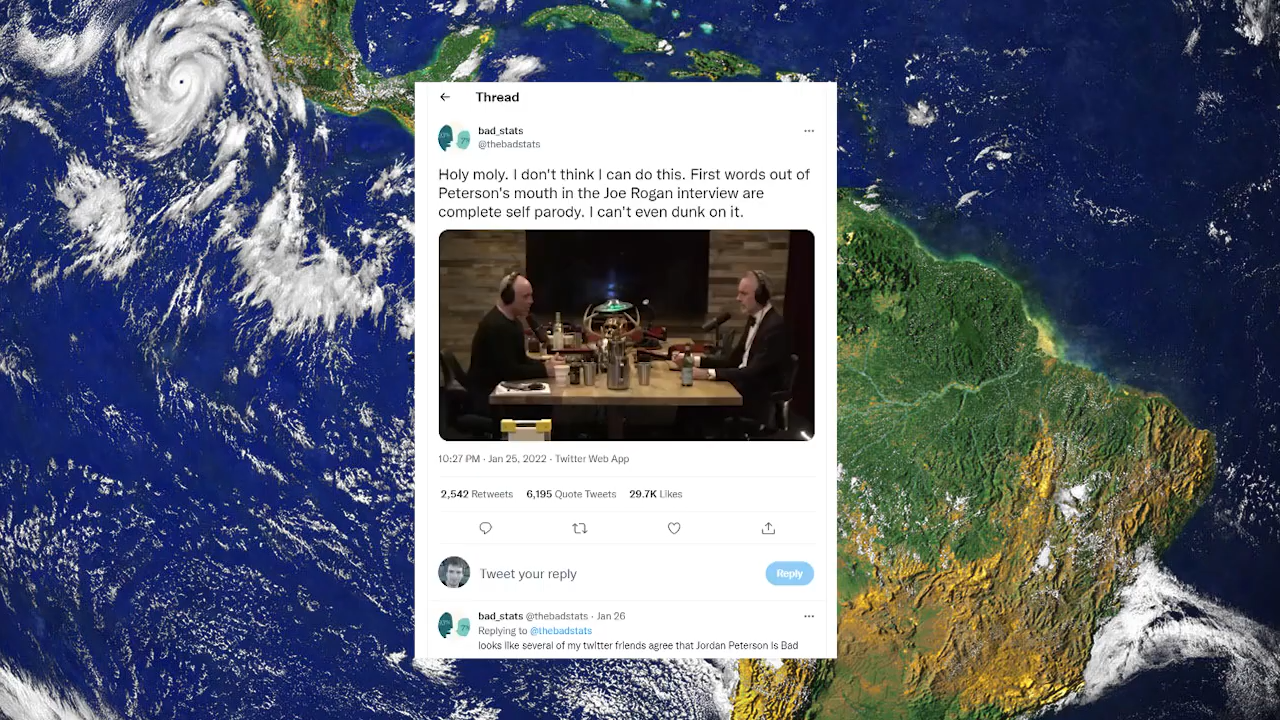 Thread
bad_stats
@thebadstats
Holy moly. I don't think I can do this. First words out of
Peterson's mouth in the Joe Rogan interview are
complete self parody. I can't even dunk on it.
10:27 PM · Jan 25, 2022 · Twitter Web App
2,542 Retweets 6,195 Quote Tweets 29.7K Likes
Tweet your reply
Reply
bad_stats @thebadstats · Jan 26
Replying to @thebadstats
looks like several of my twitter friends agree that Jordan Peterson Is Bad